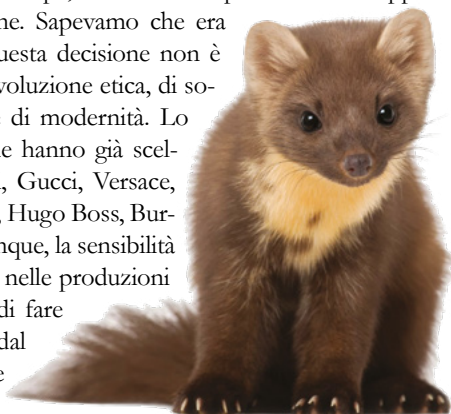 ne. Sapevamo che era
uesta decisione non è
voluzione etica, di so-
e di modernità. Lo
e hanno già scel-
, Gucci, Versace,
, Hugo Boss, Bur-
nque, la sensibilità
nelle produzioni
di fare
dal
e